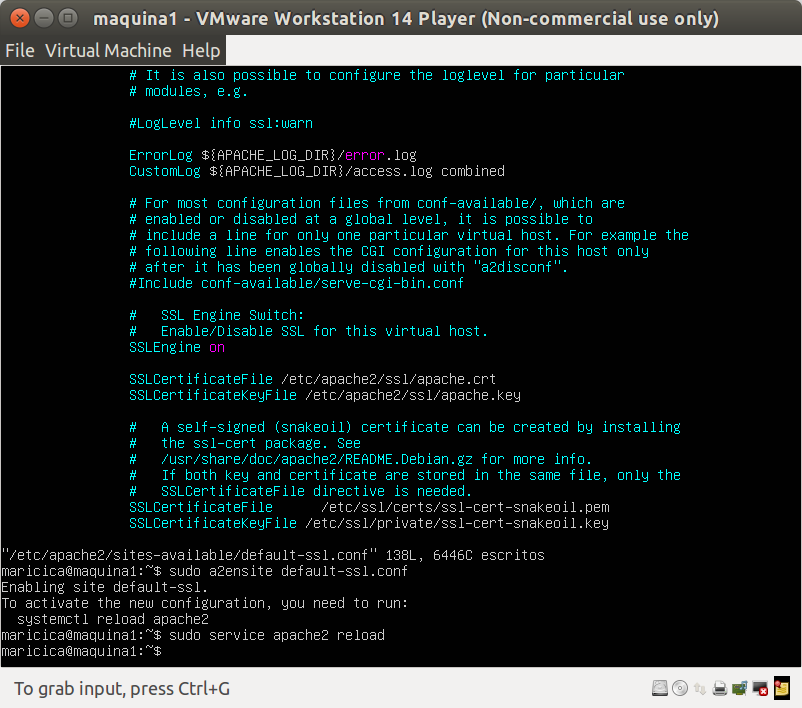 maquina1 - VMware Workstation 14 Player (Non-commercial use only)
File Virtual Machine Help
# It is also possible to configure the loglevel for particular
# modules, e.g.
#LogLevel info ssl:warn
ErrorLog ${APACHE_LOG_DIR}/error.log
CustomLog ${APACHE_LOG_DIR}/access.log combined
# For most configuration files from conf-available/, which are
# enabled or disabled at a global level, it is possible to
# include a line for only one particular virtual host. For example the
# following line enables the CGI configuration for this host only
# after it has been globally disabled with "a2disconf".
#Include conf-available/serve-cgi-bin.conf
#   SSL Engine Switch:
#   Enable/Disable SSL for this virtual host.
SSLEngine on
SSLCertificateFile /etc/apache2/ssl/apache.crt
SSLCertificateKeyFile /etc/apache2/ssl/apache.key
#   A self-signed (snakeoil) certificate can be created by installing
#   the ssl-cert package. See
#   /usr/share/doc/apache2/README.Debian.gz for more info.
#   If both key and certificate are stored in the same file, only the
#   SSLCertificateFile directive is needed.
SSLCertificateFile      /etc/ssl/certs/ssl-cert-snakeoil.pem
SSLCertificateKeyFile /etc/ssl/private/ssl-cert-snakeoil.key
"/etc/apache2/sites-available/default-ssl.conf" 138L, 6446C escritos
maricica@maquina1:~$ sudo a2ensite default-ssl.conf
Enabling site default-ssl.
To activate the new configuration, you need to run:
  systemctl reload apache2
maricica@maquina1:~$ sudo service apache2 reload
maricica@maquina1:~$
To grab input, press Ctrl+G